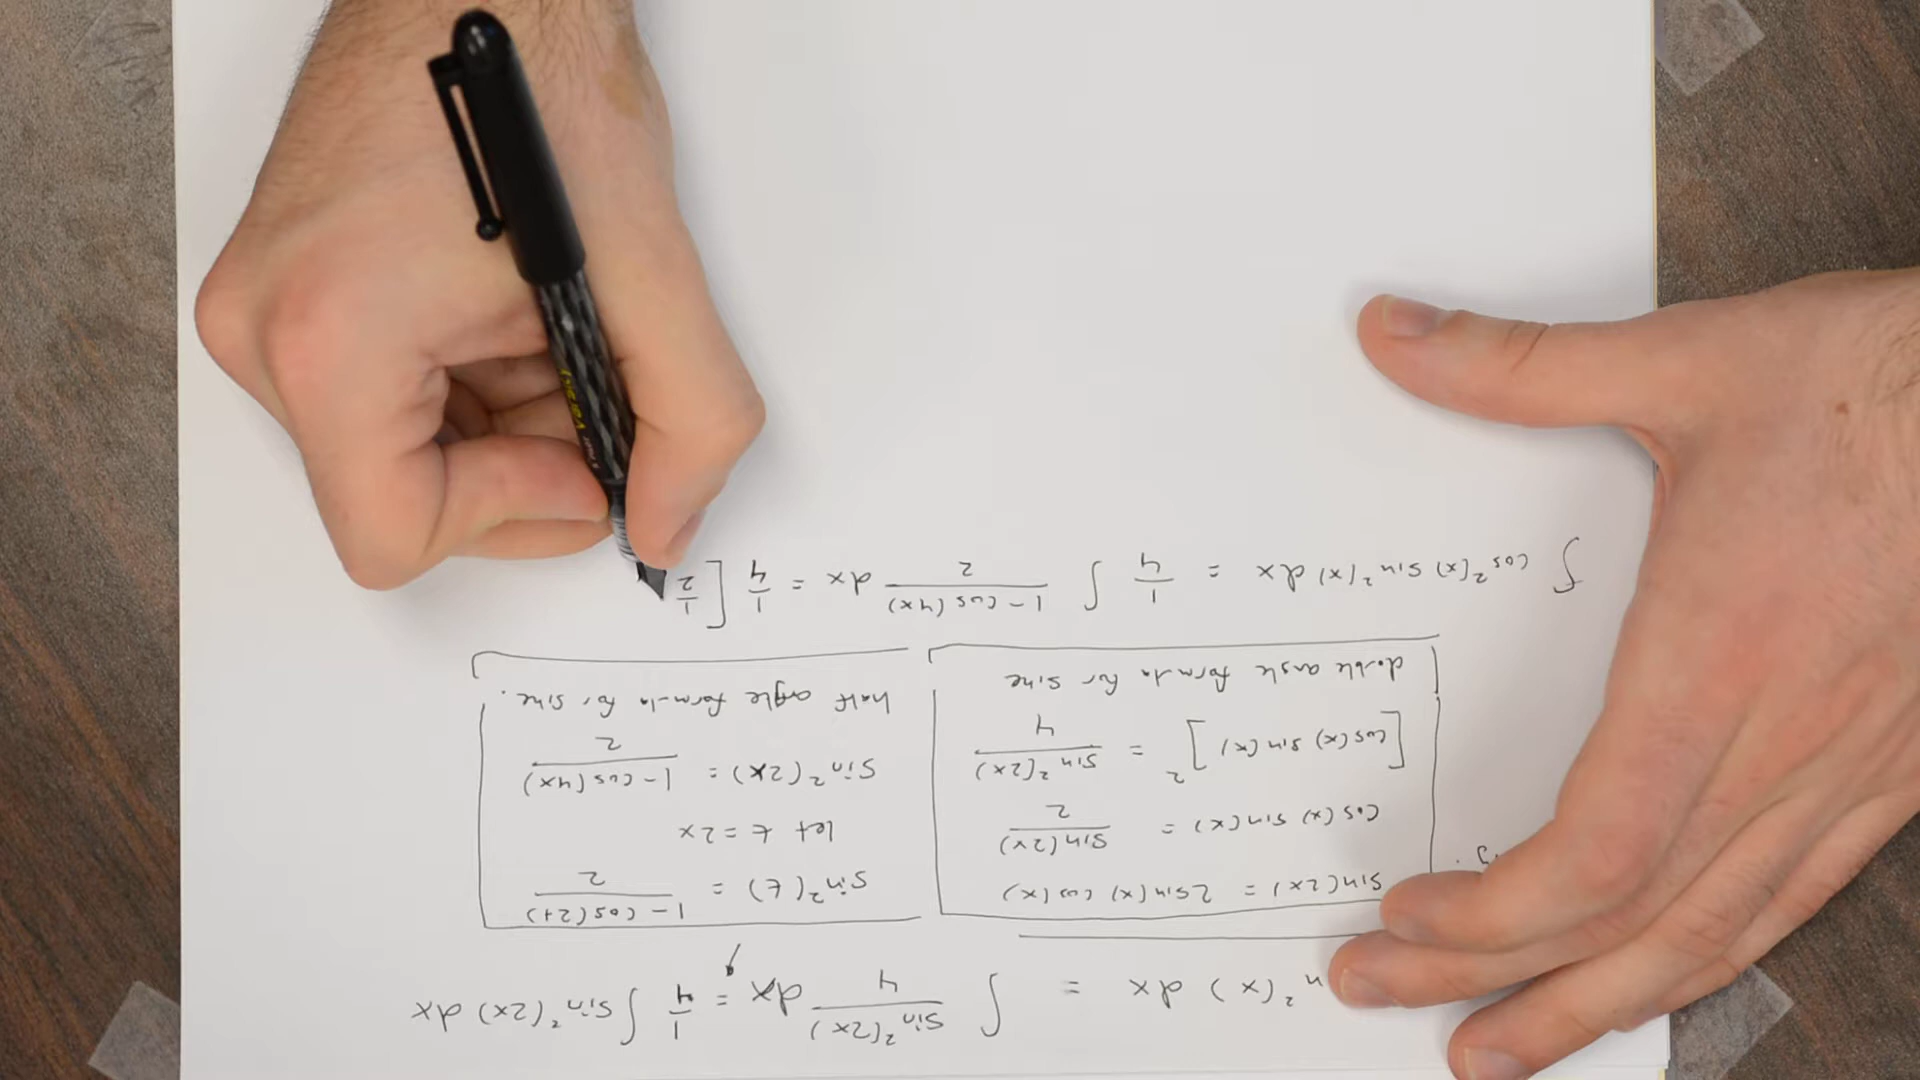 n²(x) dx = ∫ sin²(2x)/4 dx = 1/4 ∫ sin²(2x) dx
sin(2x) = 2sin(x) cos(x)
cos(x) sin(x) = sin(2x)/2
[cos(x) sin(x)]² = sin²(2x)/4
double angle formula for sine
sin²(t) = 1 - cos(2t)/2
let t = 2x
sin²(2x) = 1 - cos(4x)/2
half angle formula for sine.
∫ cos²(x) sin²(x) dx = 1/4 ∫ 1 - cos(4x)/2 dx = 1/4 [1/2